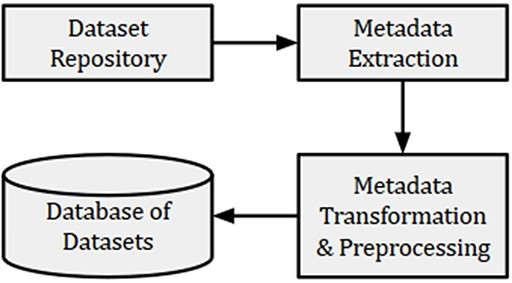 Dataset
Repository
Metadata
Extraction
Metadata
Transformation
& Preprocessing
Database of
Datasets